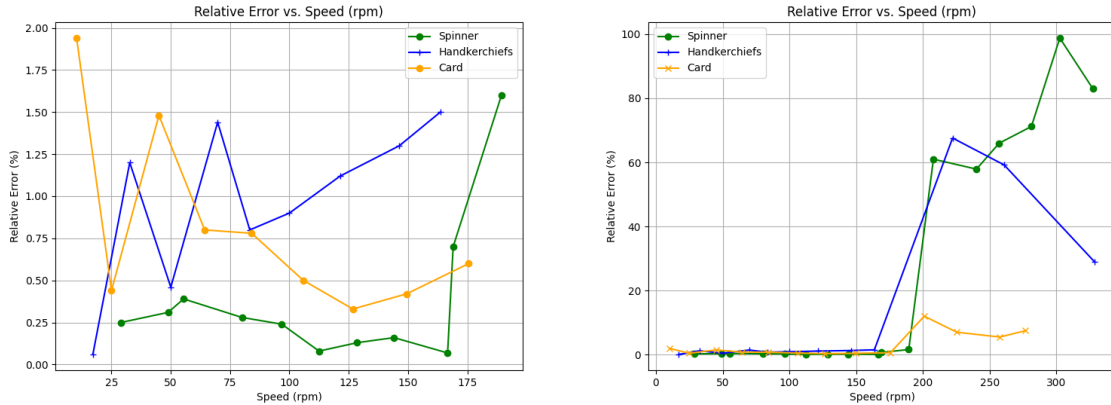 Relative Error vs. Speed (rpm)
2.00
1.75
1.50
1.25
1.00
0.75
0.50
0.25
0.00
Relative Error (%)
Spinner
Handkerchiefs
Card
25
50
75
100
125
150
175
Speed (rpm)
Relative Error vs. Speed (rpm)
100
80
60
40
20
0
Relative Error (%)
Spinner
Handkerchiefs
Card
0
50
100
150
200
250
300
Speed (rpm)